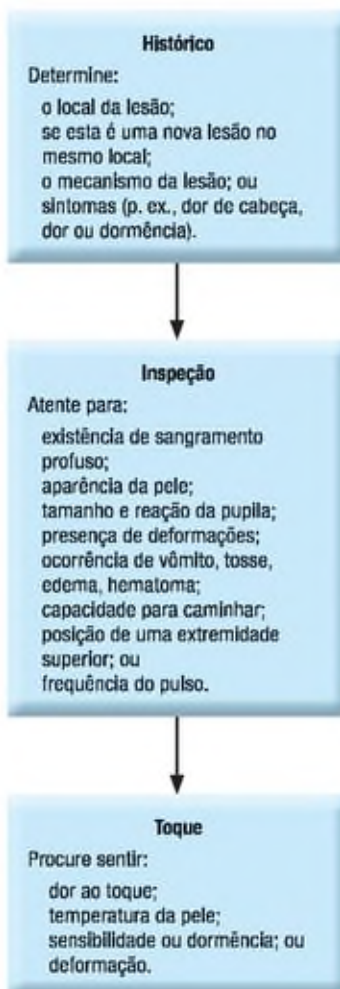 Histórico
Determine:
o local da lesão;
se esta é uma nova lesão no
mesmo local;
o mecanismo da lesão; ou
sintomas (p. ex., dor de cabeça,
dor ou dormência).
Inspeção
Atente para:
existência de sangramento
profuso;
aparência da pele;
tamanho e reação da pupila;
presença de deformações;
ocorrência de vômito, tosse,
edema, hematoma;
capacidade para caminhar;
posição de uma extremidade
superior; ou
frequência do pulso.
Toque
Procure sentir:
dor ao toque;
temperatura da pele;
sensibilidade ou dormência; ou
deformação.